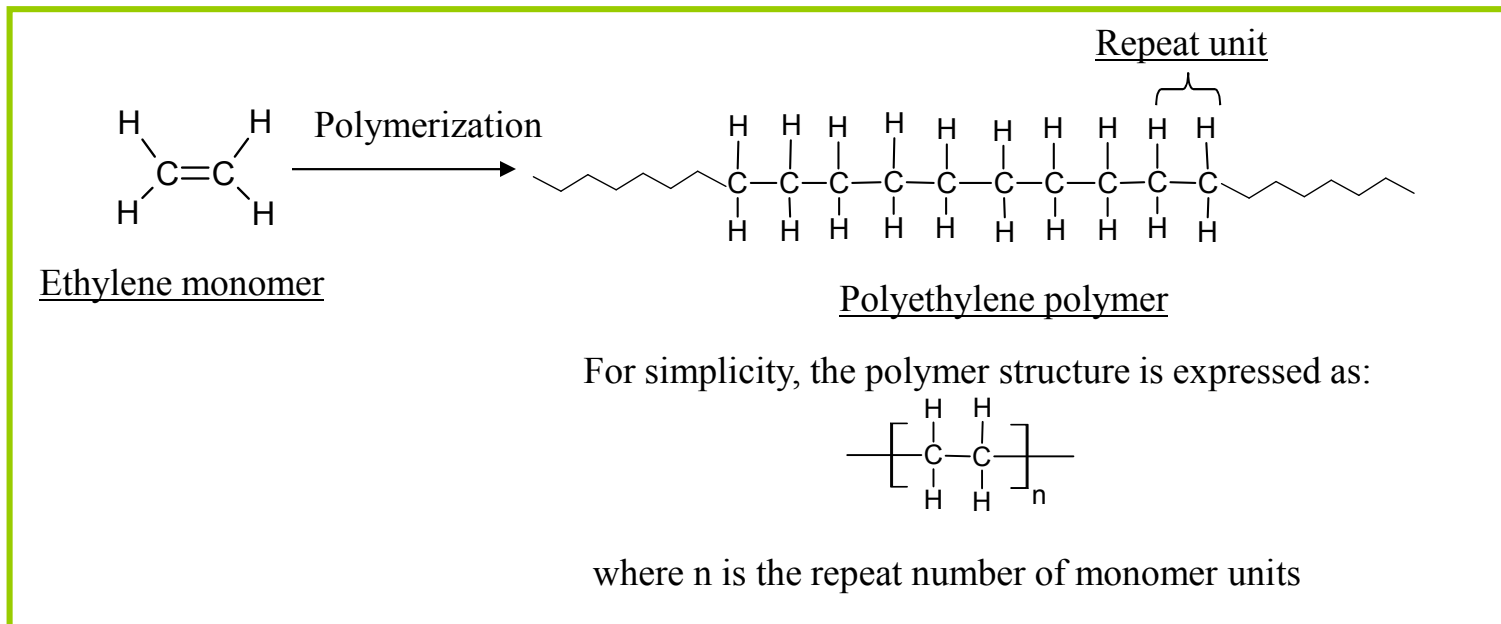 Repeat unit
H H Polymerization H H H H H H H H H H
C=C C C C C C C C C C C
H H H H H H H H H H H H
Ethylene monomer
Polyethylene polymer
For simplicity, the polymer structure is expressed as:
H H
C C
H H n
where n is the repeat number of monomer units